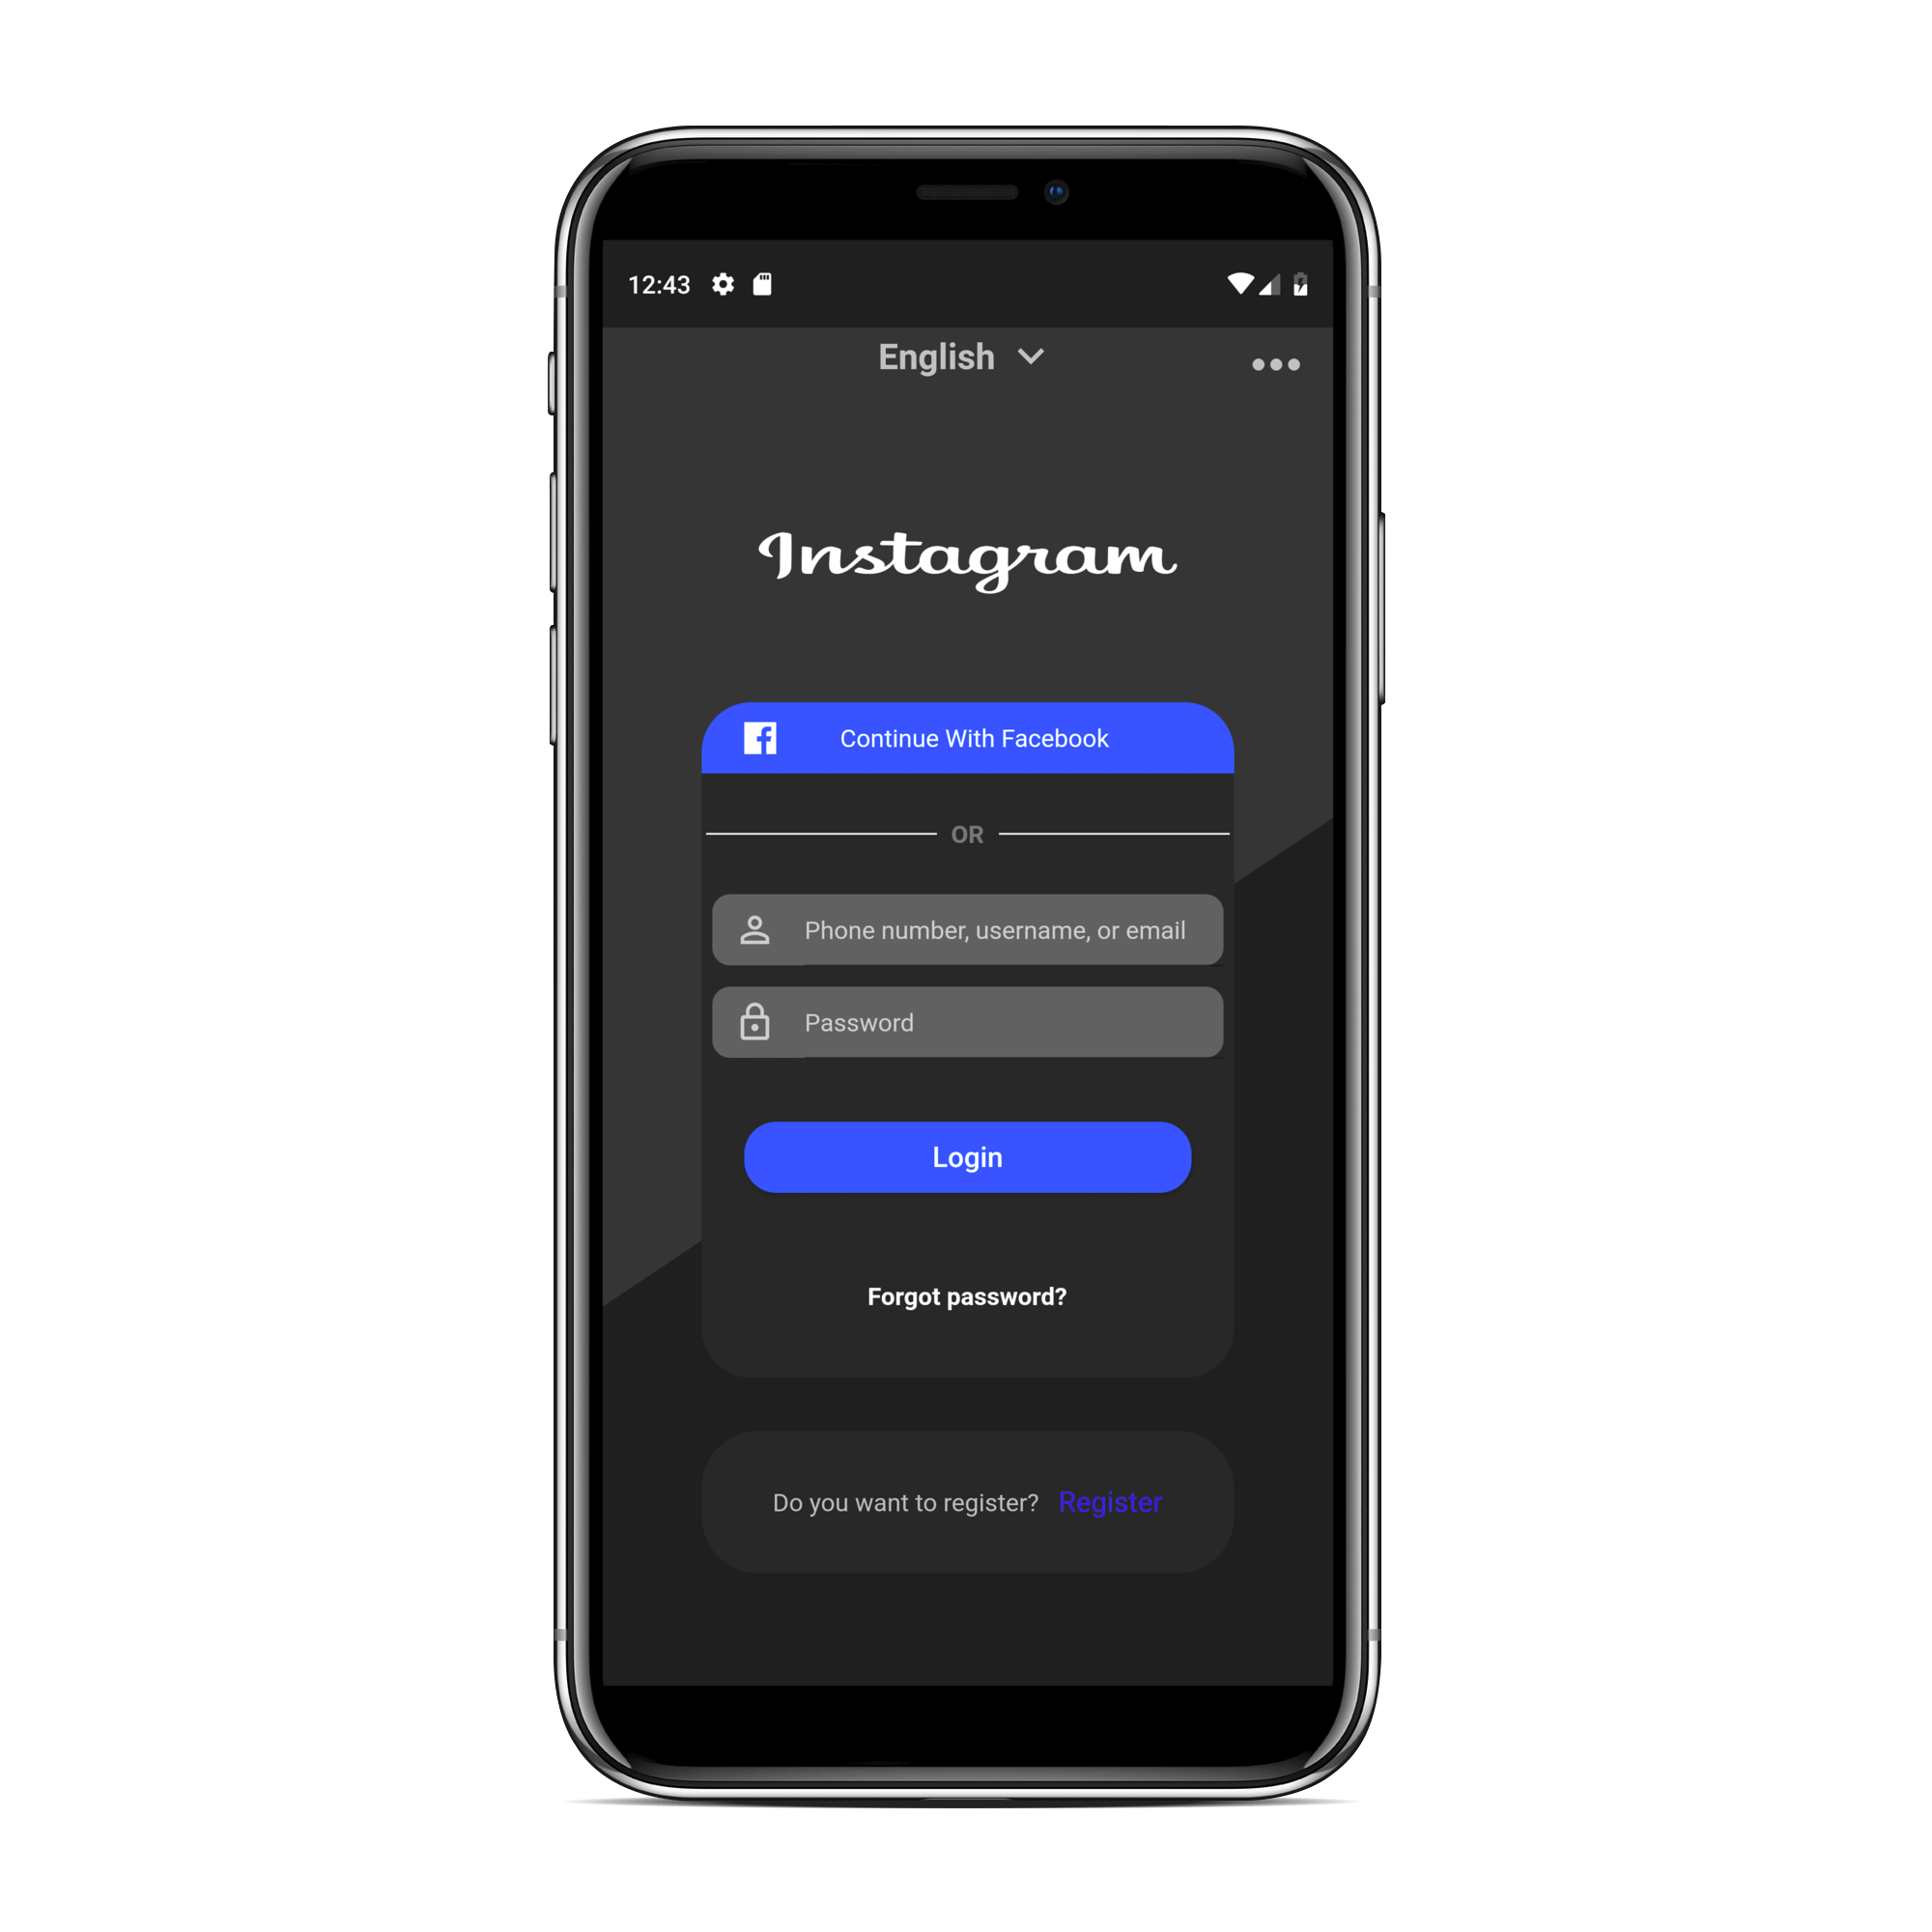 12:43
English
Instagram
Continue With Facebook
OR
Phone number, username, or email
Password
Login
Forgot password?
Do you want to register? Register